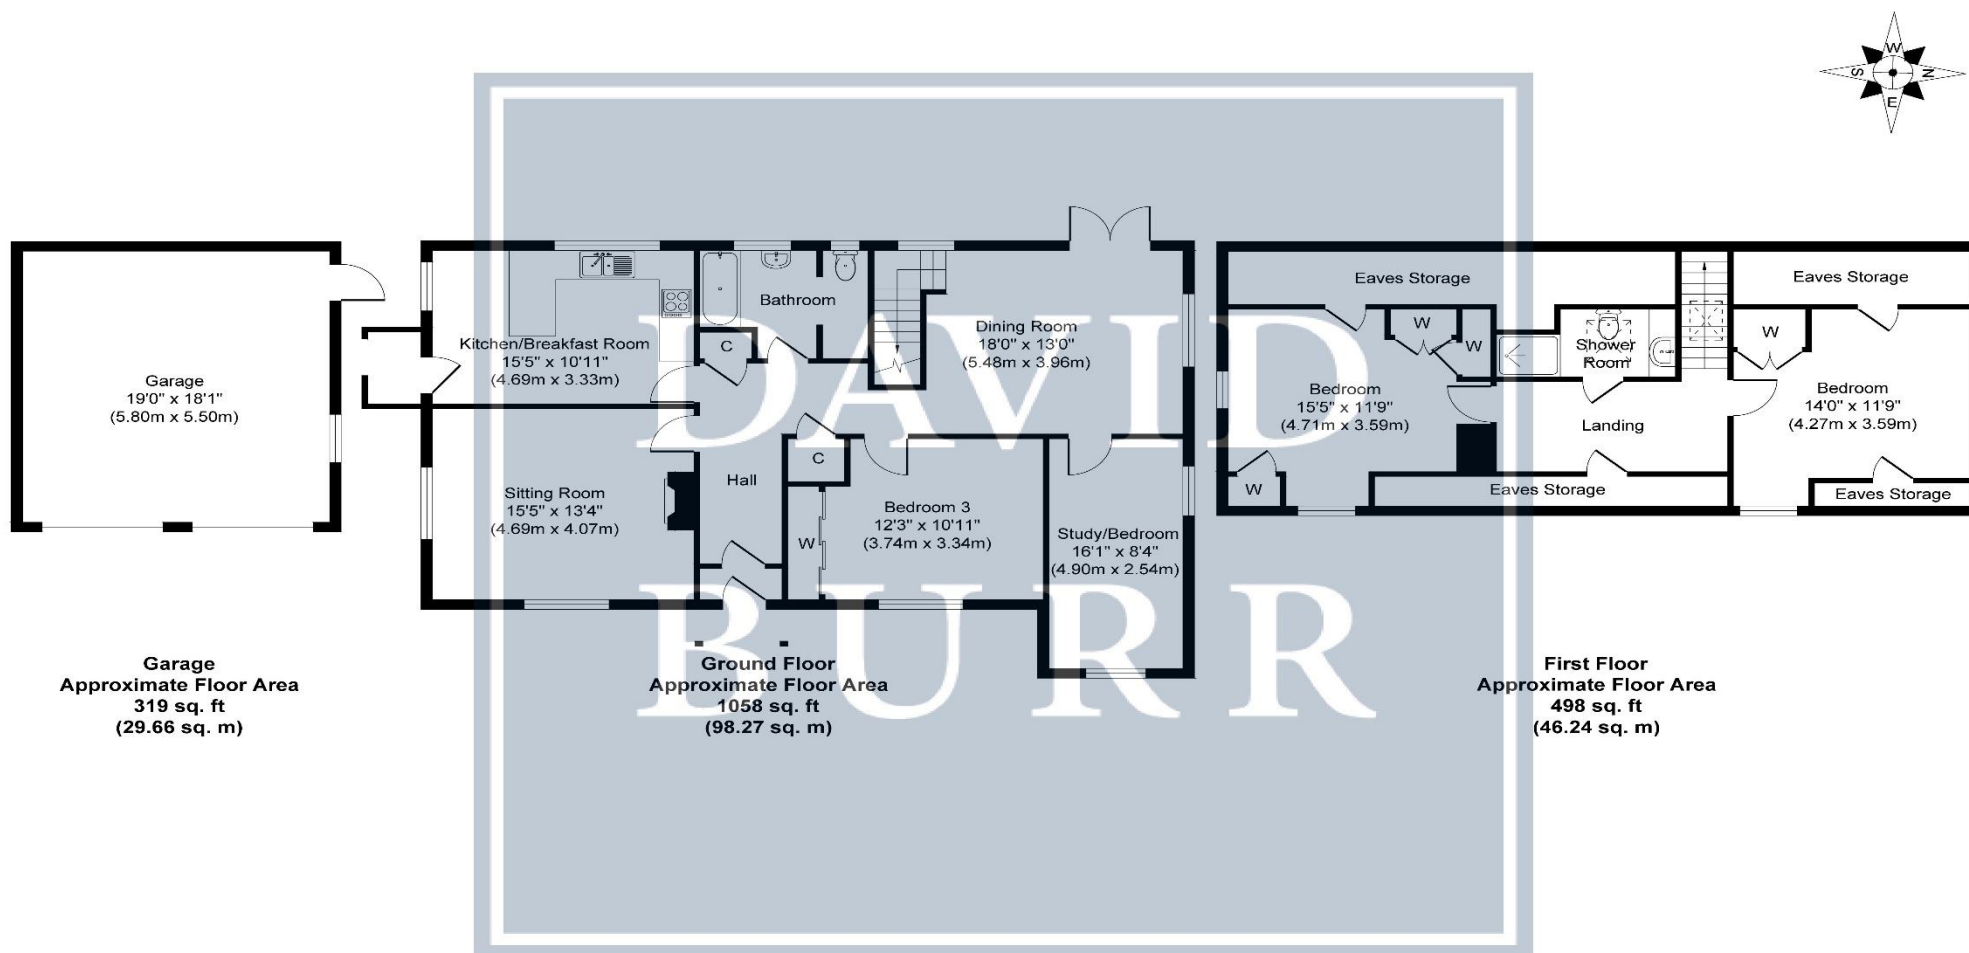 W
S
N
E
Garage
19'0" x 18'1"
(5.80m x 5.50m)
Kitchen/Breakfast Room
15'5" x 10'11"
(4.69m x 3.33m)
Bathroom
C
Dining Room
18'0" x 13'0"
(5.48m x 3.96m)
Sitting Room
15'5" x 13'4"
(4.69m x 4.07m)
Hall
C
W
Bedroom 3
12'3" x 10'11"
(3.74m x 3.34m)
Study/Bedroom
16'1" x 8'4"
(4.90m x 2.54m)
Eaves Storage
W
W
Bedroom
15'5" x 11'9"
(4.71m x 3.59m)
W
Shower
Room
Landing
Eaves Storage
Eaves Storage
W
Bedroom
14'0" x 11'9"
(4.27m x 3.59m)
Eaves Storage
DAVID
BURR
Garage
Approximate Floor Area
319 sq. ft
(29.66 sq. m)
Ground Floor
Approximate Floor Area
1058 sq. ft
(98.27 sq. m)
First Floor
Approximate Floor Area
498 sq. ft
(46.24 sq. m)